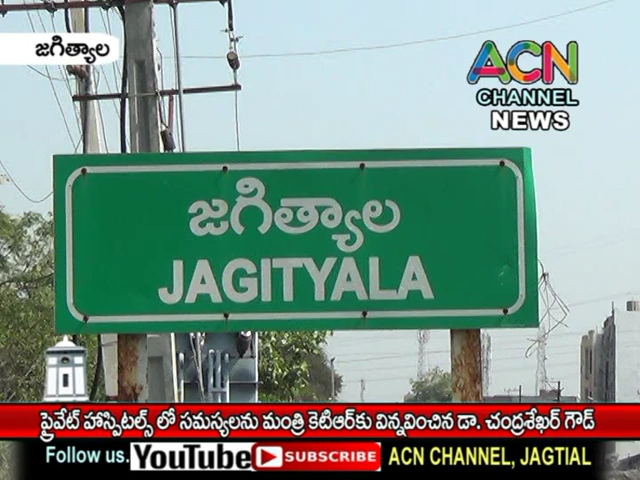 జగిత్యాల
ACN
CHANNEL
NEWS
జగిత్యాల
JAGITYALA
ప్రైవేట్ హాస్పిటల్స్ లో సమస్యలను మంత్రి కెటిఆర్‌కు విన్నవించిన డా. చంద్రశేఖర్ గౌడ్
Follow us. YouTube SUBSCRIBE ACN CHANNEL, JAGTIAL